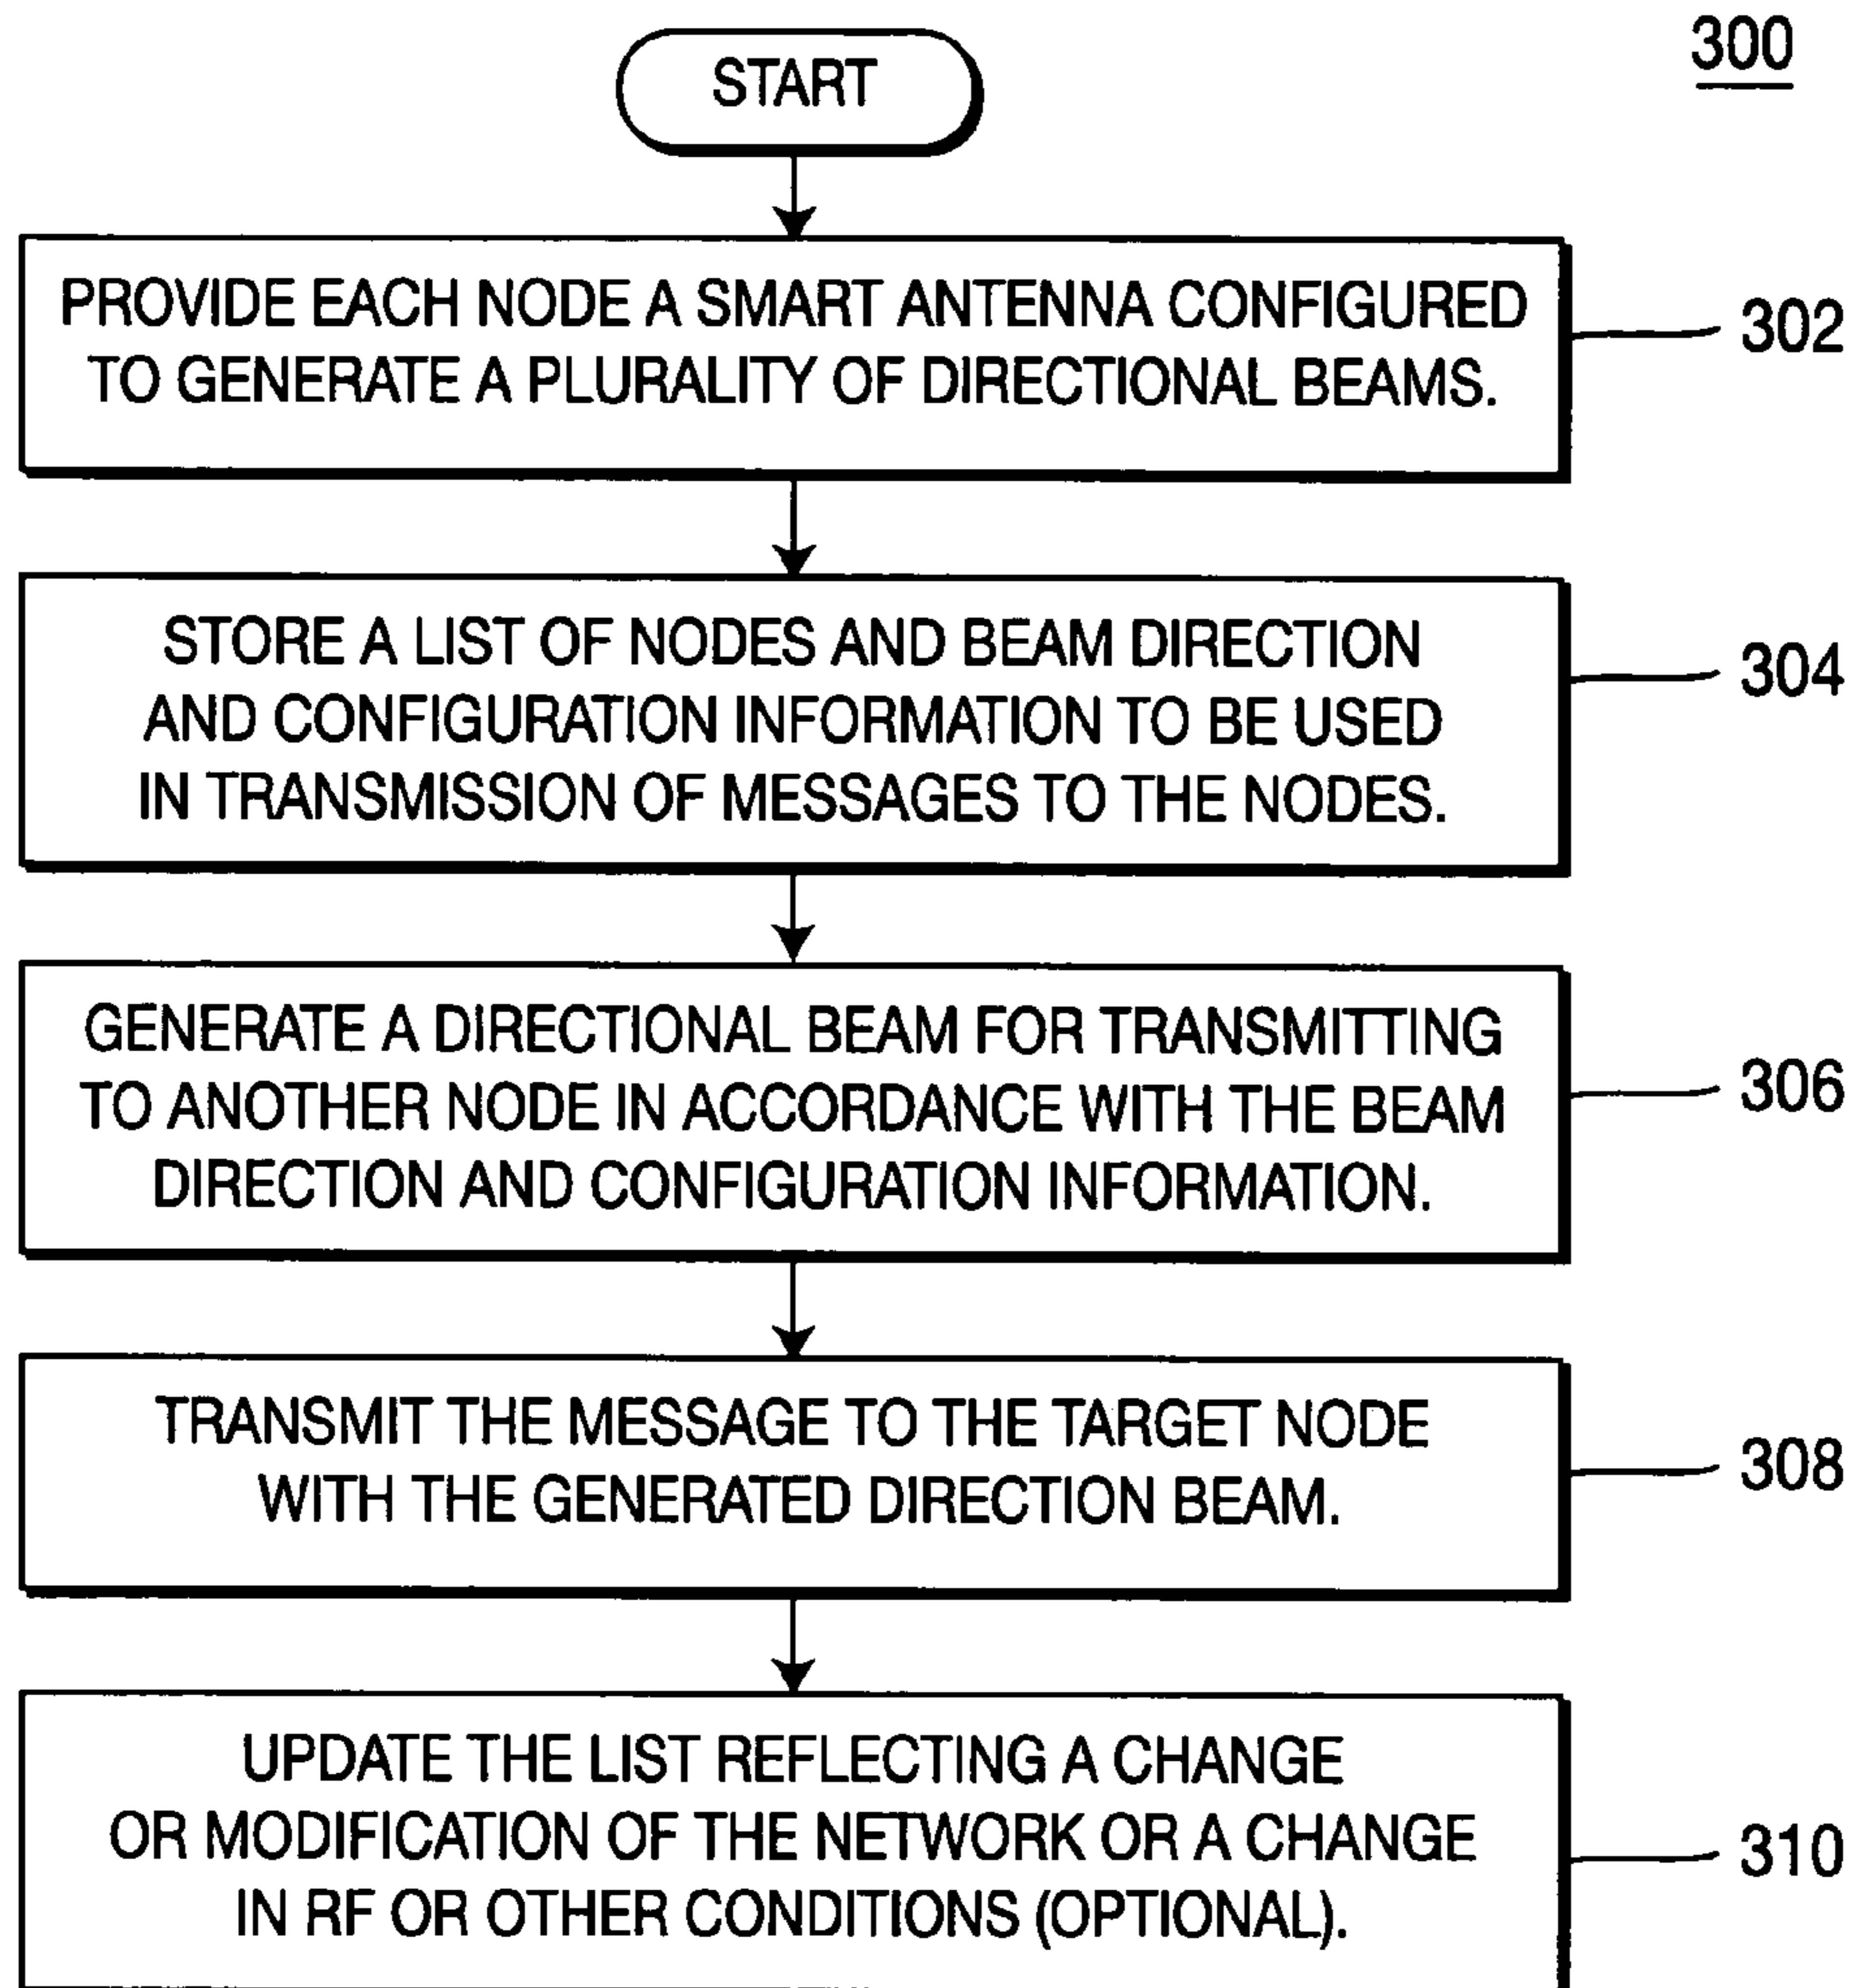 300
START
PROVIDE EACH NODE A SMART ANTENNA CONFIGURED
TO GENERATE A PLURALITY OF DIRECTIONAL BEAMS.
302
STORE A LIST OF NODES AND BEAM DIRECTION
AND CONFIGURATION INFORMATION TO BE USED
IN TRANSMISSION OF MESSAGES TO THE NODES.
304
GENERATE A DIRECTIONAL BEAM FOR TRANSMITTING
TO ANOTHER NODE IN ACCORDANCE WITH THE BEAM
DIRECTION AND CONFIGURATION INFORMATION.
306
TRANSMIT THE MESSAGE TO THE TARGET NODE
WITH THE GENERATED DIRECTION BEAM.
308
UPDATE THE LIST REFLECTING A CHANGE
OR MODIFICATION OF THE NETWORK OR A CHANGE
IN RF OR OTHER CONDITIONS (OPTIONAL).
310